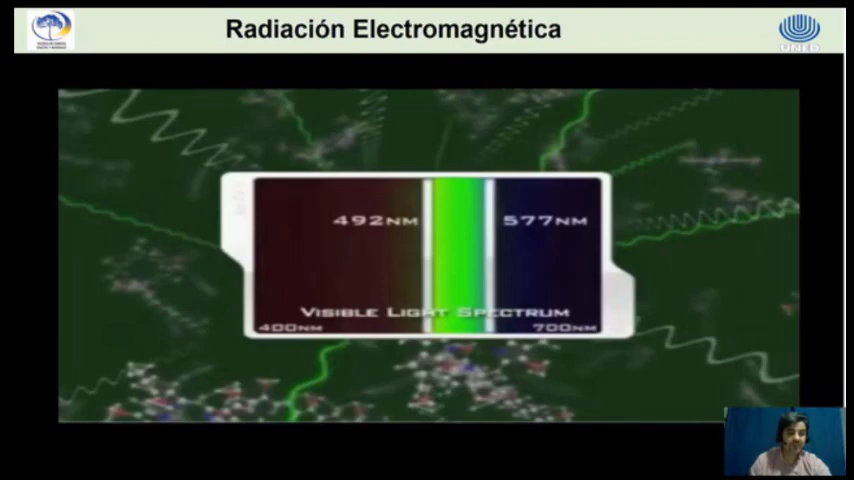 Radiación Electromagnética
UNED
492NM
577NM
VISIBLE LIGHT SPECTRUM
400NM
700NM